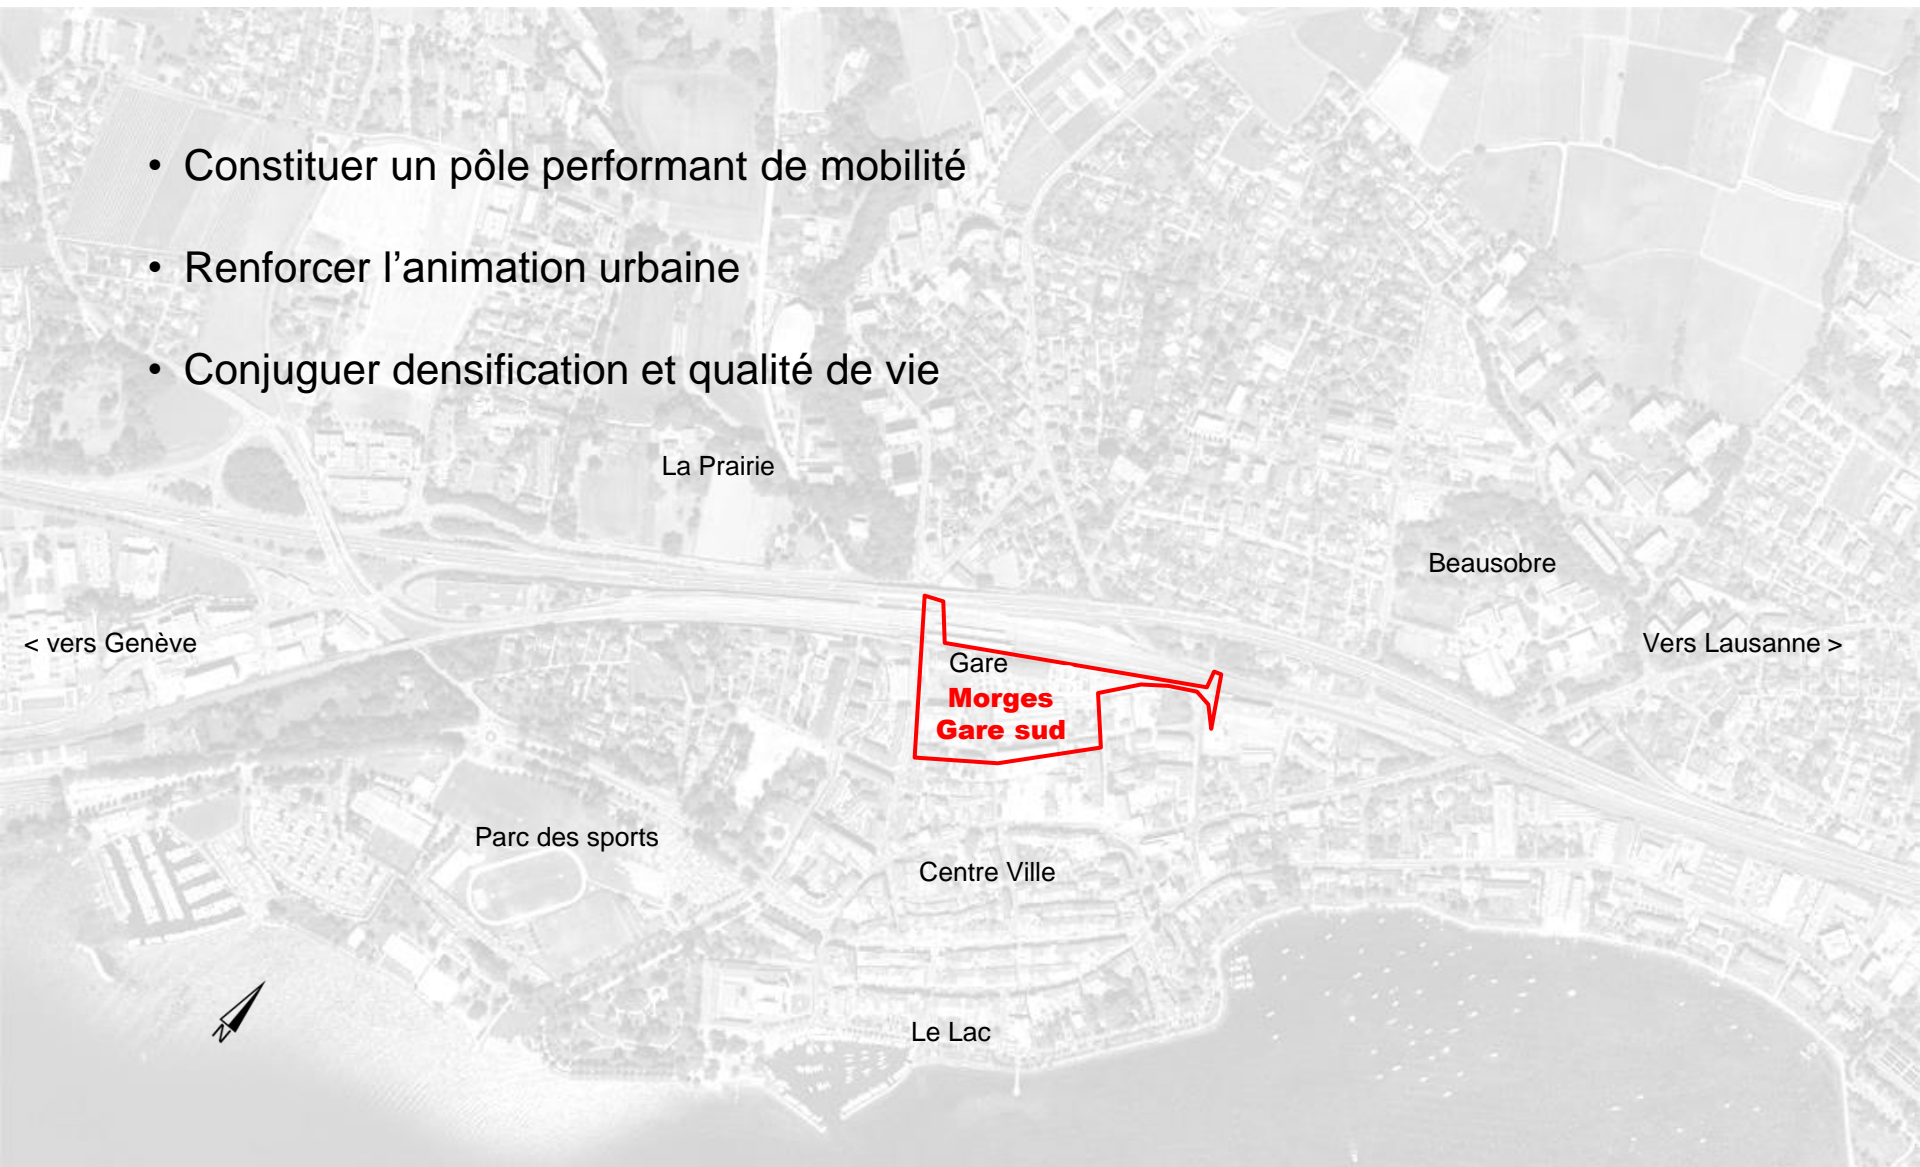 • Constituer un pôle performant de mobilité
• Renforcer l’animation urbaine
• Conjuguer densification et qualité de vie
La Prairie
Beausobre
< vers Genève
Vers Lausanne >
Gare
Morges
Gare sud
Parc des sports
Centre Ville
N
Le Lac